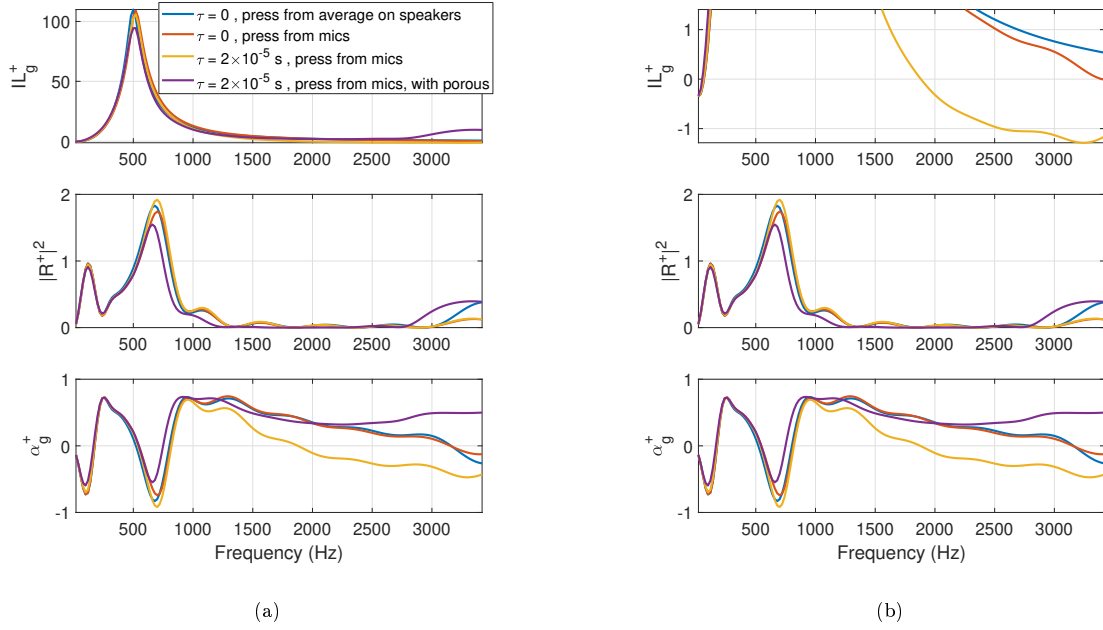 τ = 0 , press from average on speakers
τ = 0 , press from mics
τ = 2×10⁻⁵ s , press from mics
τ = 2×10⁻⁵ s , press from mics, with porous
IL_g^+
100
50
0
500 1000 1500 2000 2500 3000
|R^+|^2
2
1
0
500 1000 1500 2000 2500 3000
α_g^+
1
0
-1
500 1000 1500 2000 2500 3000
Frequency (Hz)
(a)
IL_g^+
1
0
-1
500 1000 1500 2000 2500 3000
|R^+|^2
2
1
0
500 1000 1500 2000 2500 3000
α_g^+
1
0
-1
500 1000 1500 2000 2500 3000
Frequency (Hz)
(b)